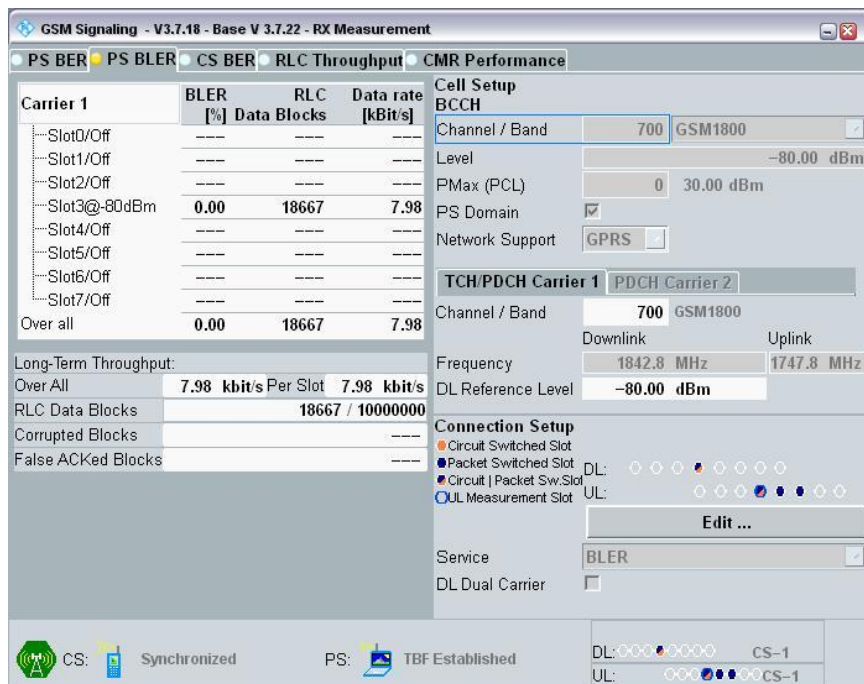 GSM Signaling - V3.7.18 - Base V 3.7.22 - RX Measurement
PS BER PS BLER CS BER RLC Throughput CMR Performance
Carrier 1 BLER [%] RLC Data Blocks Data rate [kBit/s]
Slot0/Off --- --- ---
Slot1/Off --- --- ---
Slot2/Off --- --- ---
Slot3@-80dBm 0.00 18667 7.98
Slot4/Off --- --- ---
Slot5/Off --- --- ---
Slot6/Off --- --- ---
Slot7/Off --- --- ---
Over all 0.00 18667 7.98
Long-Term Throughput:
Over All 7.98 kbit/s Per Slot 7.98 kbit/s
RLC Data Blocks 18667 / 10000000
Corrupted Blocks ---
False ACKed Blocks ---
Cell Setup
BCCH
Channel / Band 700 GSM1800
Level -80.00 dBm
PMax (PCL) 0 30.00 dBm
PS Domain
Network Support GPRS
TCH/PDCH Carrier 1 PDCH Carrier 2
Channel / Band 700 GSM1800
Downlink Uplink
Frequency 1842.8 MHz 1747.8 MHz
DL Reference Level -80.00 dBm
Connection Setup
Circuit Switched Slot
Packet Switched Slot
Circuit | Packet Sw.Slot
UL Measurement Slot
DL:
UL:
Edit ...
Service BLER
DL Dual Carrier
CS: Synchronized PS: TBF Established
DL: CS-1
UL: CS-1